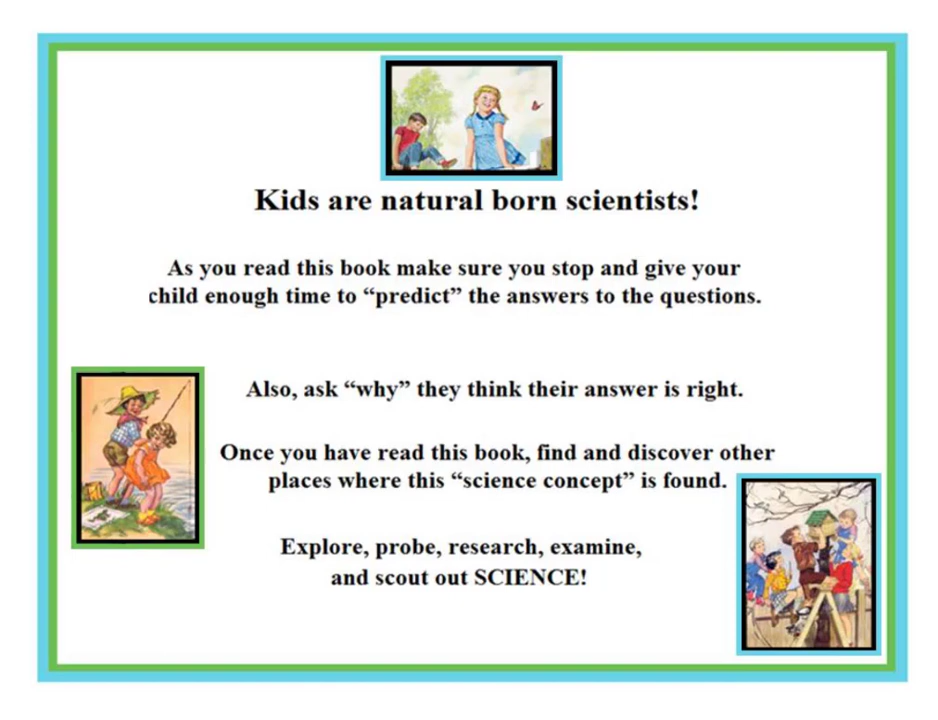 Kids are natural born scientists!
As you read this book make sure you stop and give your
child enough time to “predict” the answers to the questions.
Also, ask “why” they think their answer is right.
Once you have read this book, find and discover other
places where this “science concept” is found.
Explore, probe, research, examine,
and scout out SCIENCE!